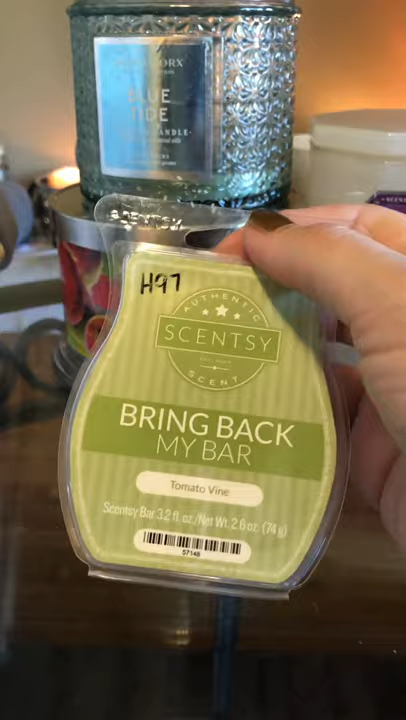 BLUE
TIDE
SCENTSY
H97
AUTHENTIC
SCENTSY
SCENT
BRING BACK
MY BAR
Tomato Vine
Scentsy Bar 3.2 fl. oz./Net Wt. 2.6 oz. (74 g)
57148